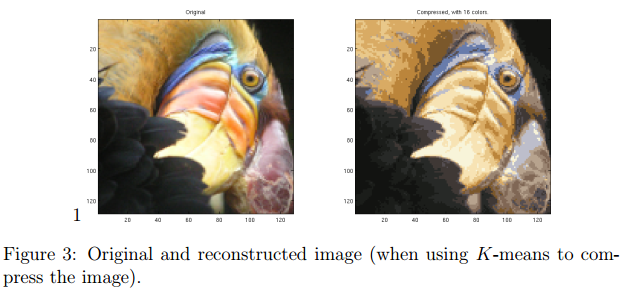 Original
Compressed, with 16 colors
20
40
60
80
100
120
20 40 60 80 100 120
20
40
60
80
100
120
20 40 60 80 100 120
1
Figure 3: Original and reconstructed image (when using K-means to com-
press the image).